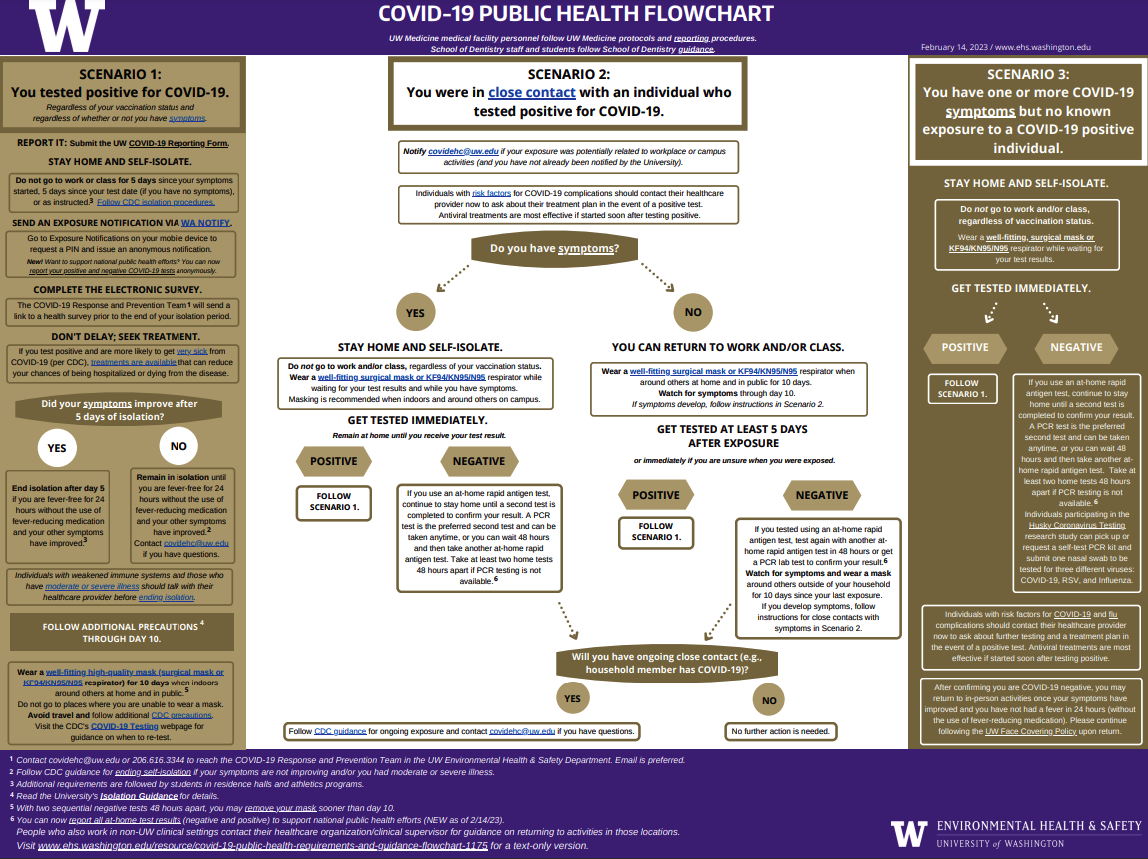 COVID-19 PUBLIC HEALTH FLOWCHART
UW Medicine medical facility personnel follow UW Medicine protocols and reporting procedures.
School of Dentistry staff and students follow School of Dentistry guidance.
February 14, 2023 / www.ehs.washington.edu
SCENARIO 1:
You tested positive for COVID-19.
Regardless of your vaccination status and
regardless of whether or not you have symptoms.
REPORT IT: Submit the UW COVID-19 Reporting Form.
STAY HOME AND SELF-ISOLATE.
Do not go to work or class for 5 days since your symptoms
started, 5 days since your test date (if you have no symptoms),
or as instructed.3 Follow CDC isolation procedures.
SEND AN EXPOSURE NOTIFICATION VIA WA NOTIFY.
Go to Exposure Notifications on your mobile device to
request a PIN and issue an anonymous notification.
New! Want to support national public health efforts? You can now
report your positive and negative COVID-19 tests anonymously.
COMPLETE THE ELECTRONIC SURVEY.
The COVID-19 Response and Prevention Team1 will send a
link to a health survey prior to the end of your isolation period.
DON'T DELAY; SEEK TREATMENT.
If you test positive and are more likely to get very sick from
COVID-19 (per CDC), treatments are available that can reduce
your chances of being hospitalized or dying from the disease.
Did your symptoms improve after
5 days of isolation?
YES
NO
End isolation after day 5
if you are fever-free for 24
hours without the use of
fever-reducing medication
and your other symptoms
have improved.3
Remain in isolation until
you are fever-free for 24
hours without the use of
fever-reducing medication
and your other symptoms
have improved.2
Contact covidehc@uw.edu
if you have questions.
Individuals with weakened immune systems and those who
have moderate or severe illness should talk with their
healthcare provider before ending isolation.
FOLLOW ADDITIONAL PRECAUTIONS 4
THROUGH DAY 10.
Wear a well-fitting high-quality mask (surgical mask or
KF94/KN95/N95 respirator) for 10 days when indoors
around others at home and in public.5
Do not go to places where you are unable to wear a mask.
Avoid travel and follow additional CDC precautions.
Visit the CDC's COVID-19 Testing webpage for
guidance on when to re-test.
SCENARIO 2:
You were in close contact with an individual who
tested positive for COVID-19.
Notify covidehc@uw.edu if your exposure was potentially related to workplace or campus
activities (and you have not already been notified by the University).
Individuals with risk factors for COVID-19 complications should contact their healthcare
provider now to ask about their treatment plan in the event of a positive test.
Antiviral treatments are most effective if started soon after testing positive.
Do you have symptoms?
YES
NO
STAY HOME AND SELF-ISOLATE.
Do not go to work and/or class, regardless of your vaccination status.
Wear a well-fitting surgical mask or KF94/KN95/N95 respirator while
waiting for your test results and while you have symptoms.
Masking is recommended when indoors and around others on campus.
GET TESTED IMMEDIATELY.
Remain at home until you receive your test result.
POSITIVE
NEGATIVE
FOLLOW
SCENARIO 1.
If you use an at-home rapid antigen test,
continue to stay home until a second test is
completed to confirm your result. A PCR
test is the preferred second test and can be
taken anytime, or you can wait 48 hours
and then take another at-home rapid
antigen test. Take at least two home tests
48 hours apart if PCR testing is not
available.6
YOU CAN RETURN TO WORK AND/OR CLASS.
Wear a well-fitting surgical mask or KF94/KN95/N95 respirator when
around others at home and in public for 10 days.
Watch for symptoms through day 10.
If symptoms develop, follow instructions in Scenario 2.
GET TESTED AT LEAST 5 DAYS
AFTER EXPOSURE
or immediately if you are unsure when you were exposed.
POSITIVE
NEGATIVE
FOLLOW
SCENARIO 1.
If you tested using an at-home rapid
antigen test, test again with another at-
home rapid antigen test in 48 hours or get
a PCR lab test to confirm your result.6
Watch for symptoms and wear a mask
around others outside of your household
for 10 days since your last exposure.
If you develop symptoms, follow
instructions for close contacts with
symptoms in Scenario 2.
Will you have ongoing close contact (e.g.,
household member has COVID-19)?
YES
NO
Follow CDC guidance for ongoing exposure and contact covidehc@uw.edu if you have questions.
No further action is needed.
SCENARIO 3:
You have one or more COVID-19
symptoms but no known
exposure to a COVID-19 positive
individual.
STAY HOME AND SELF-ISOLATE.
Do not go to work and/or class,
regardless of vaccination status.
Wear a well-fitting, surgical mask or
KF94/KN95/N95 respirator while waiting for
your test results.
GET TESTED IMMEDIATELY.
POSITIVE
NEGATIVE
FOLLOW
SCENARIO 1.
If you use an at-home rapid
antigen test, continue to stay
home until a second test is
completed to confirm your result.
A PCR test is the preferred
second test and can be taken
anytime, or you can wait 48
hours and then take another at-
home rapid antigen test. Take at
least two home tests 48 hours
apart if PCR testing is not
available. 6
Individuals participating in the
Husky Coronavirus Testing
research study can pick up or
request a self-test PCR kit and
submit one nasal swab to be
tested for three different viruses:
COVID-19, RSV, and Influenza.
Individuals with risk factors for COVID-19 and flu
complications should contact their healthcare provider
now to ask about further testing and a treatment plan in
the event of a positive test. Antiviral treatments are most
effective if started soon after testing positive.
After confirming you are COVID-19 negative, you may
return to in-person activities once your symptoms have
improved and you have not had a fever in 24 hours (without
the use of fever-reducing medication). Please continue
following the UW Face Covering Policy upon return.
1 Contact covidehc@uw.edu or 206.616.3344 to reach the COVID-19 Response and Prevention Team in the UW Environmental Health & Safety Department. Email is preferred.
2 Follow CDC guidance for ending self-isolation if your symptoms are not improving and/or you had moderate or severe illness.
3 Additional requirements are followed by students in residence halls and athletics programs.
4 Read the University's Isolation Guidance for details.
5 With two sequential negative tests 48 hours apart, you may remove your mask sooner than day 10.
6 You can now report all at-home test results (negative and positive) to support national public health efforts (NEW as of 2/14/23).
People who also work in non-UW clinical settings contact their healthcare organization/clinical supervisor for guidance on returning to activities in those locations.
Visit www.ehs.washington.edu/resource/covid-19-public-health-requirements-and-guidance-flowchart-1175 for a text-only version.
W ENVIRONMENTAL HEALTH & SAFETY
UNIVERSITY of WASHINGTON